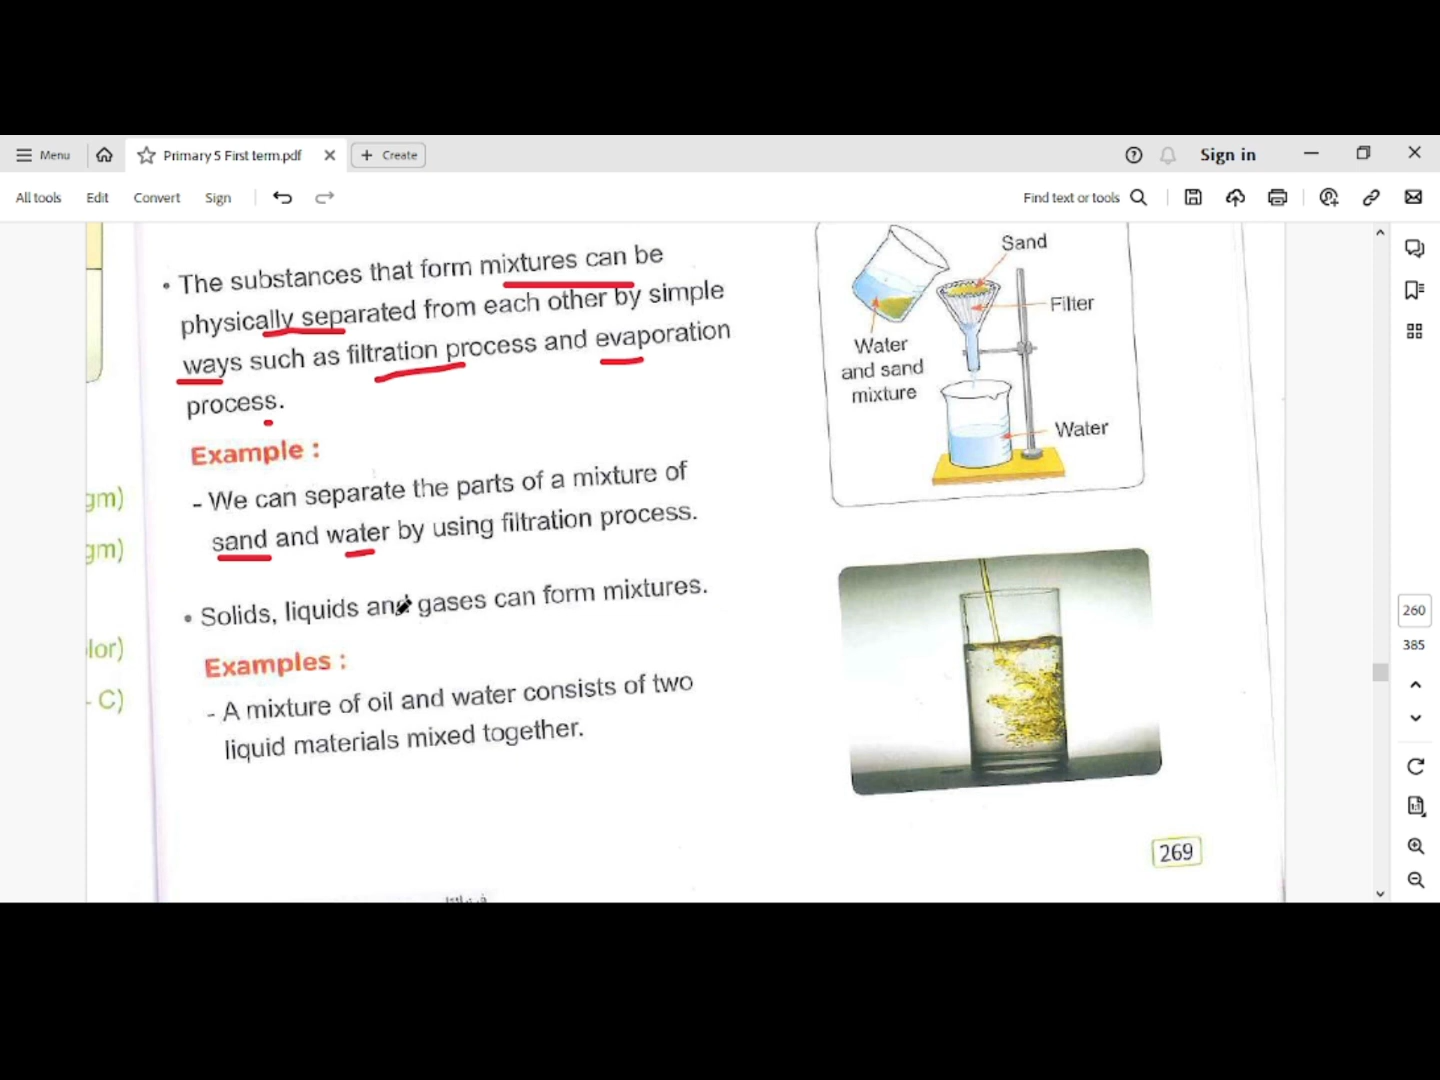 Menu
Primary 5 First term.pdf
Create
Sign in
All tools
Edit
Convert
Sign
Find text or tools
• The substances that form mixtures can be
physically separated from each other by simple
ways such as filtration process and evaporation
process.
Example :
- We can separate the parts of a mixture of
sand and water by using filtration process.
• Solids, liquids and gases can form mixtures.
Examples :
- A mixture of oil and water consists of two
liquid materials mixed together.
gm)
gm)
lor)
- C)
Sand
Filter
Water
and sand
mixture
Water
269
260
385